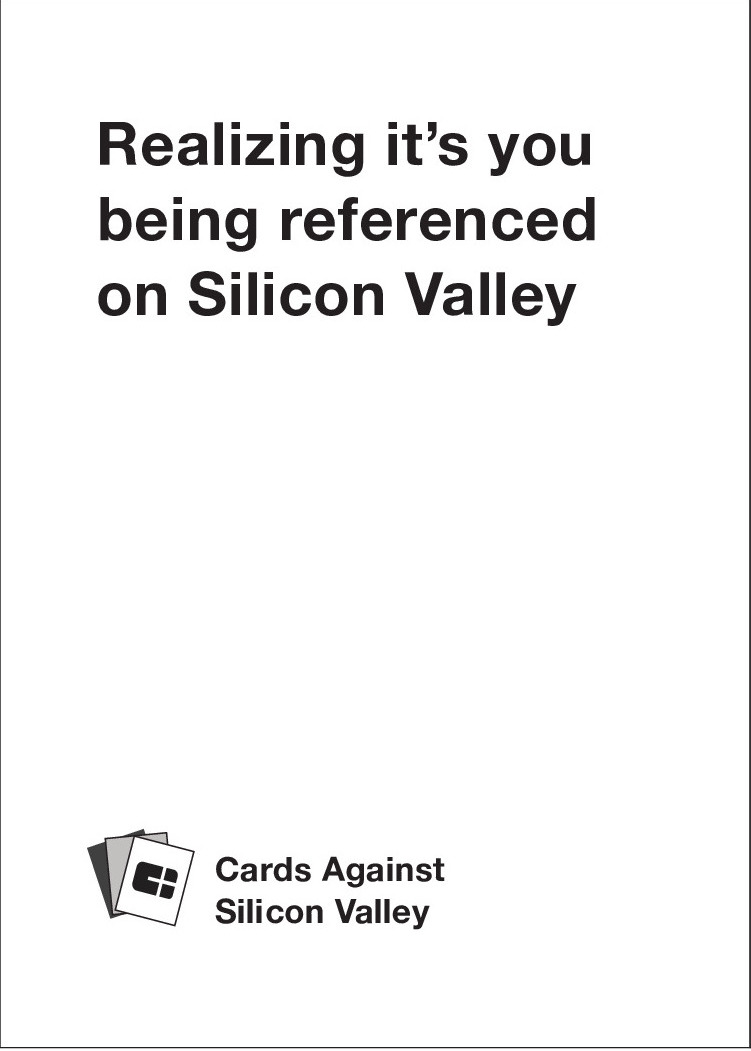 Realizing it’s you
being referenced
on Silicon Valley
Cards Against
Silicon Valley